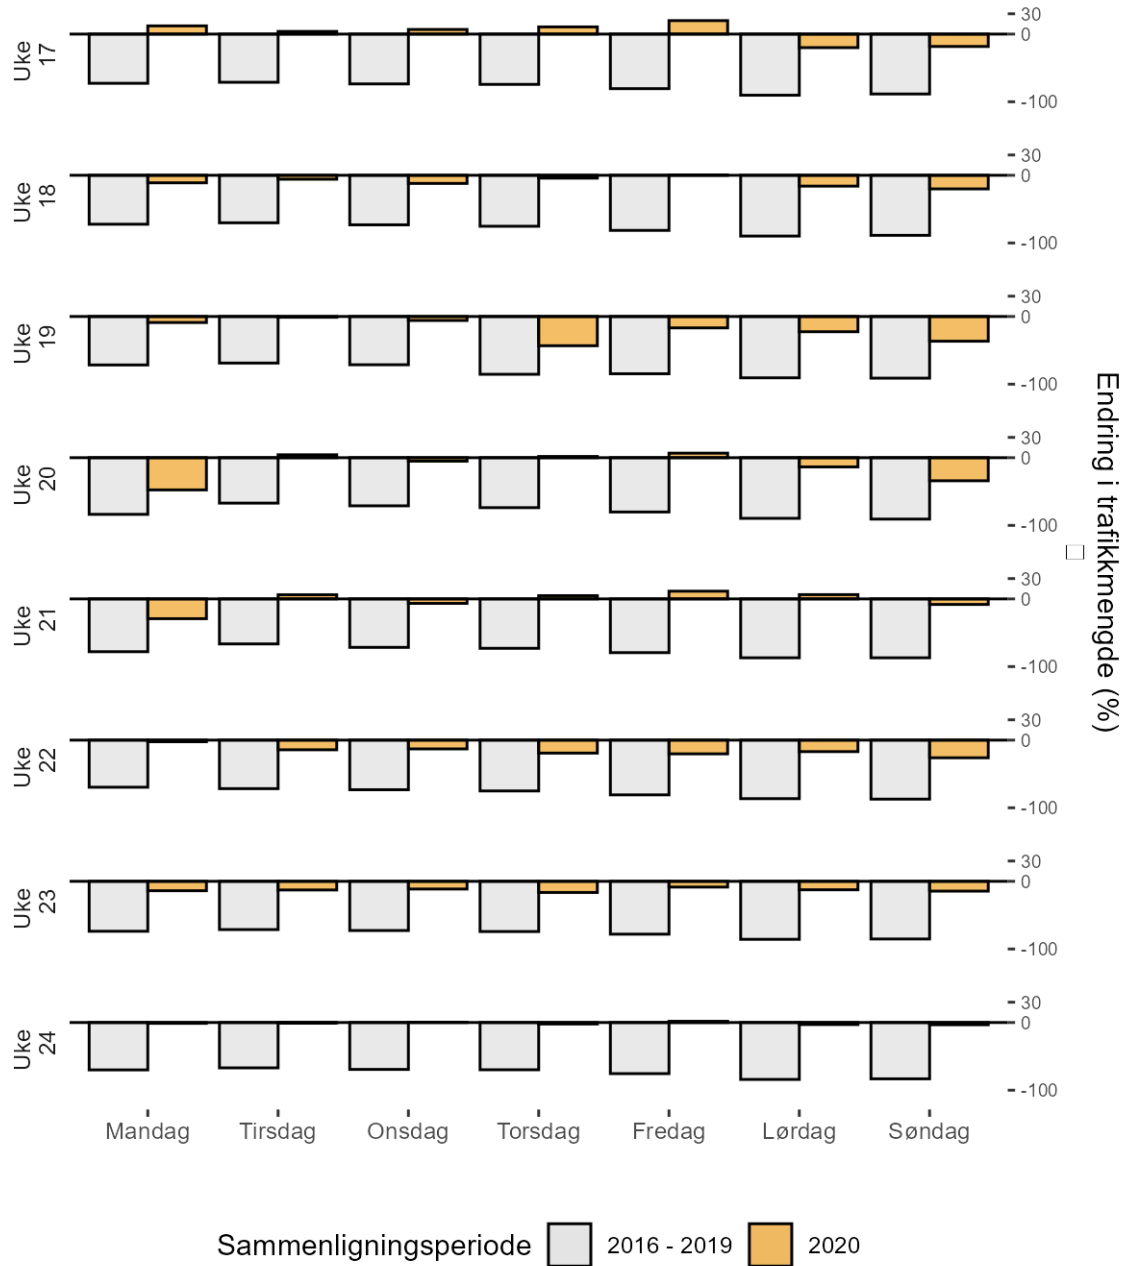 Uke 17
30
0
-100
Uke 18
30
0
-100
Uke 19
30
0
-100
Uke 20
30
0
-100
Uke 21
30
0
-100
Uke 22
30
0
-100
Uke 23
30
0
-100
Uke 24
30
0
-100
Endring i trafikkmengde (%)
Mandag Tirsdag Onsdag Torsdag Fredag Lørdag Søndag
Sammenligningsperiode 2016 - 2019 2020